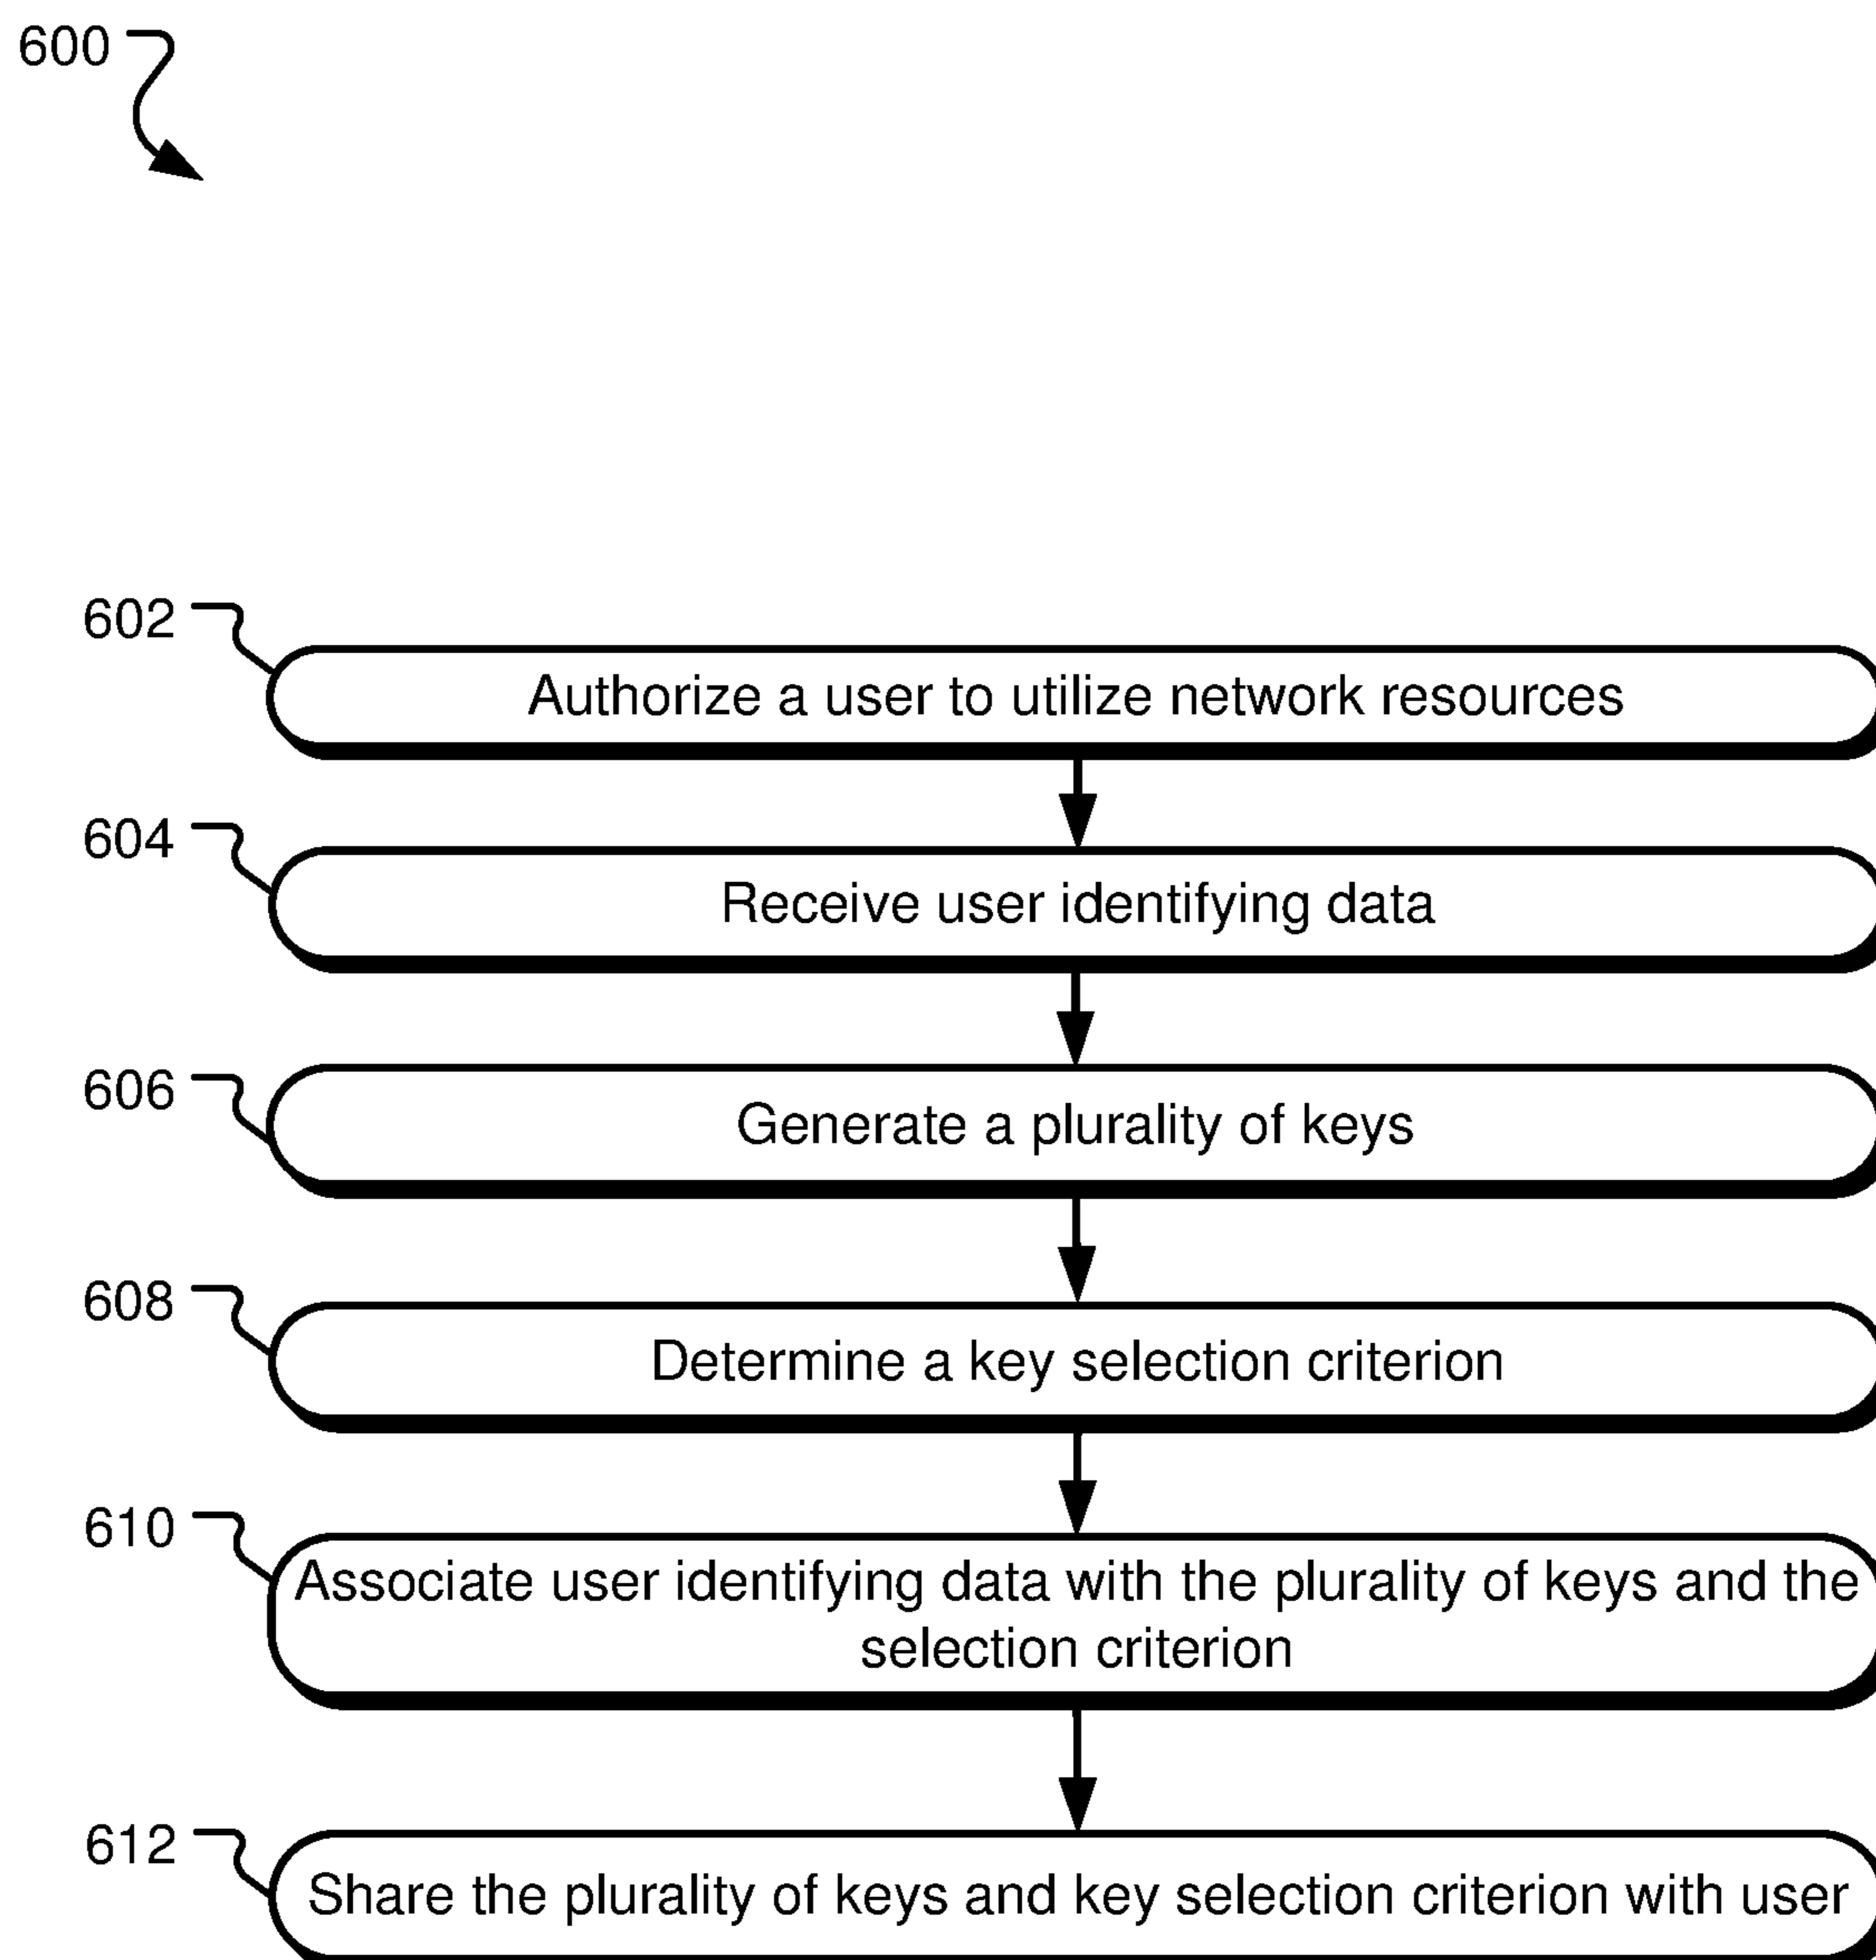 600
602
Authorize a user to utilize network resources
604
Receive user identifying data
606
Generate a plurality of keys
608
Determine a key selection criterion
610
Associate user identifying data with the plurality of keys and the
selection criterion
612
Share the plurality of keys and key selection criterion with user